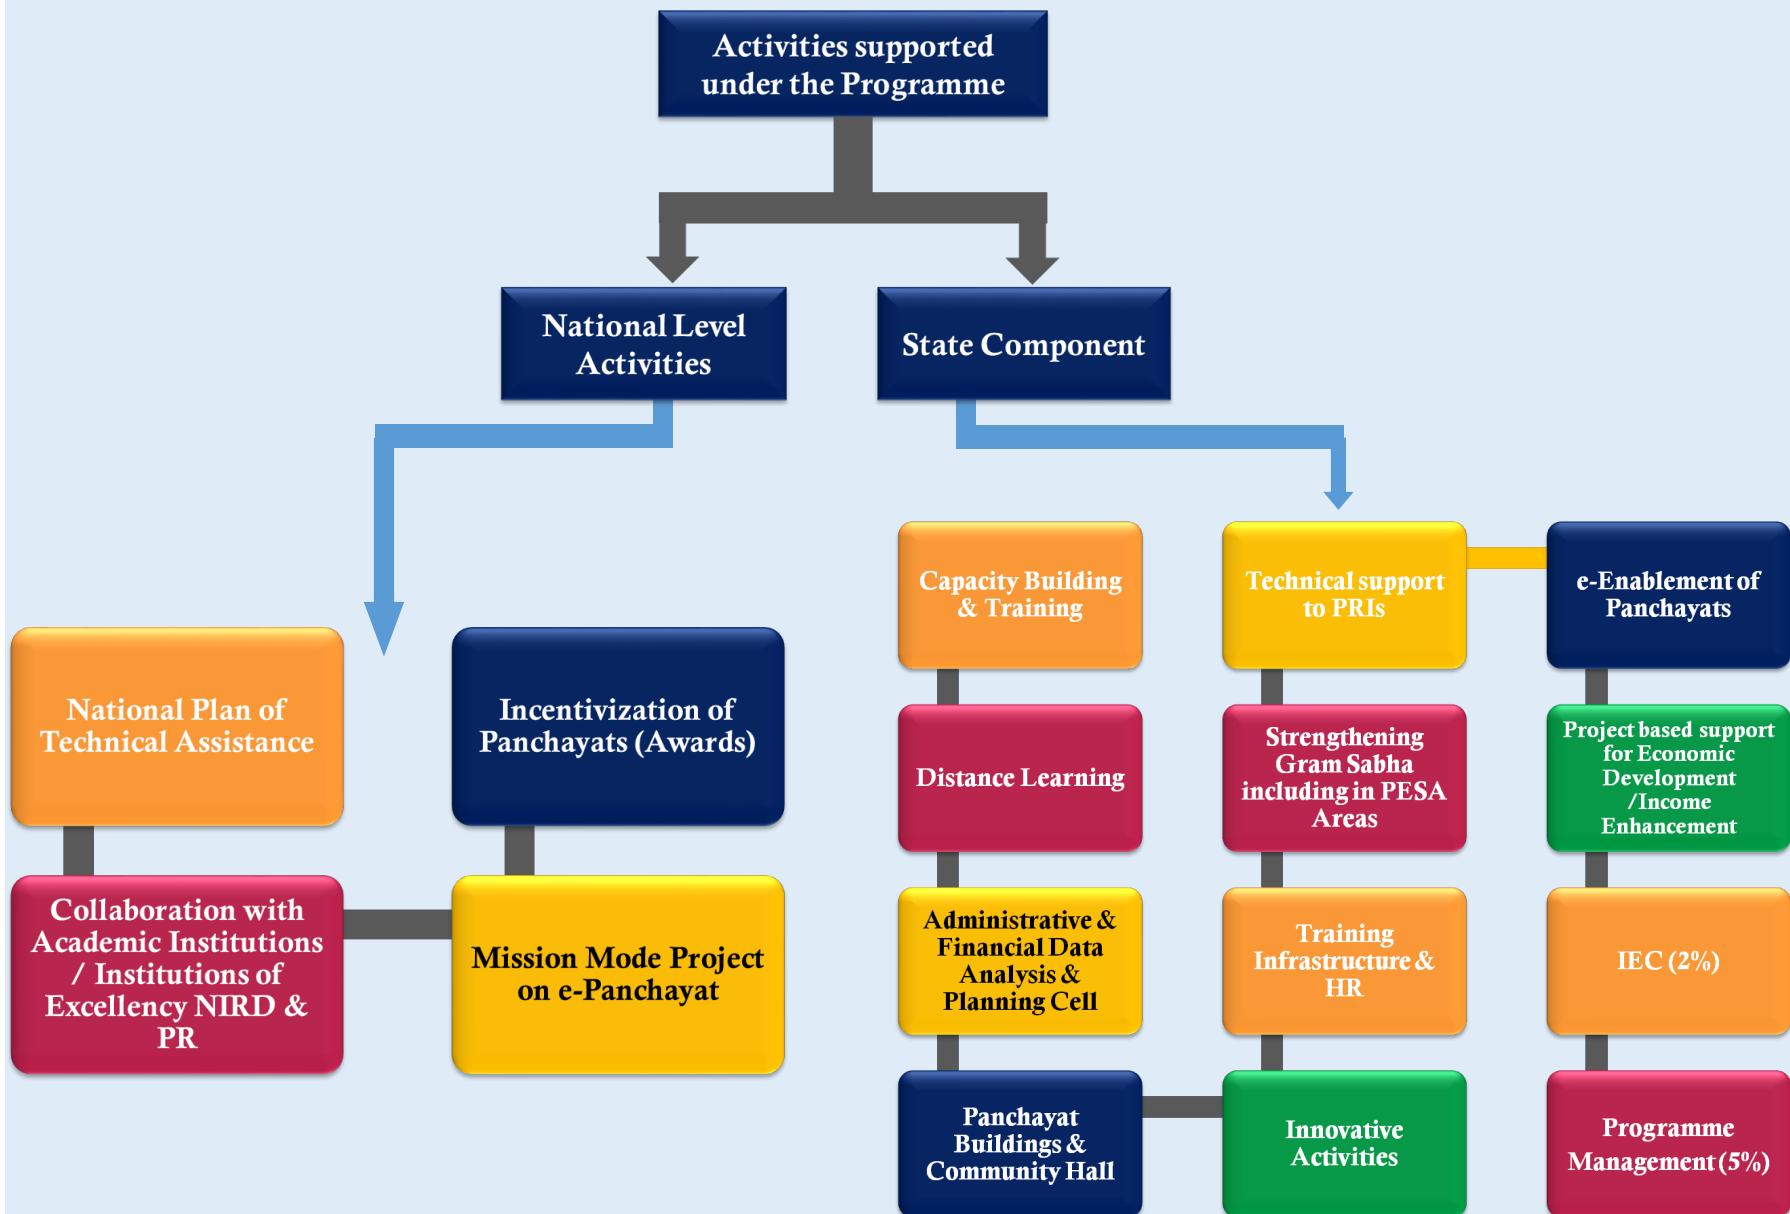 Activities supported
under the Programme
National Level
Activities
State Component
National Plan of
Technical Assistance
Incentivization of
Panchayats (Awards)
Collaboration with
Academic Institutions
/ Institutions of
Excellency NIRD &
PR
Mission Mode Project
on e-Panchayat
Capacity Building
& Training
Distance Learning
Administrative &
Financial Data
Analysis &
Planning Cell
Panchayat
Buildings &
Community Hall
Technical support
to PRIs
Strengthening
Gram Sabha
including in PESA
Areas
Training
Infrastructure &
HR
Innovative
Activities
e-Enablement of
Panchayats
Project based support
for Economic
Development
/Income
Enhancement
IEC (2%)
Programme
Management (5%)